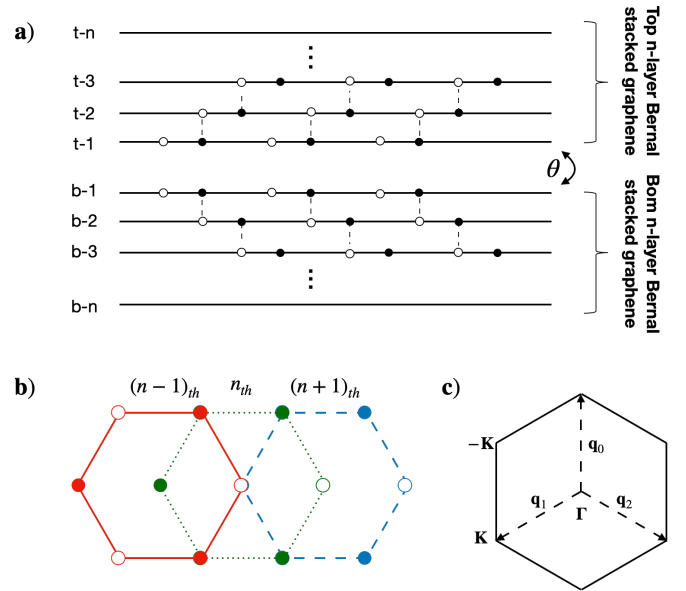 a)
t-n
t-3
t-2
t-1
b-1
b-2
b-3
b-n
θ
Top n-layer Bernal
stacked graphene
Bom n-layer Bernal
stacked graphene
b)
(n − 1)th
nth
(n + 1)th
c)
−K
q0
q1
q2
Γ
K